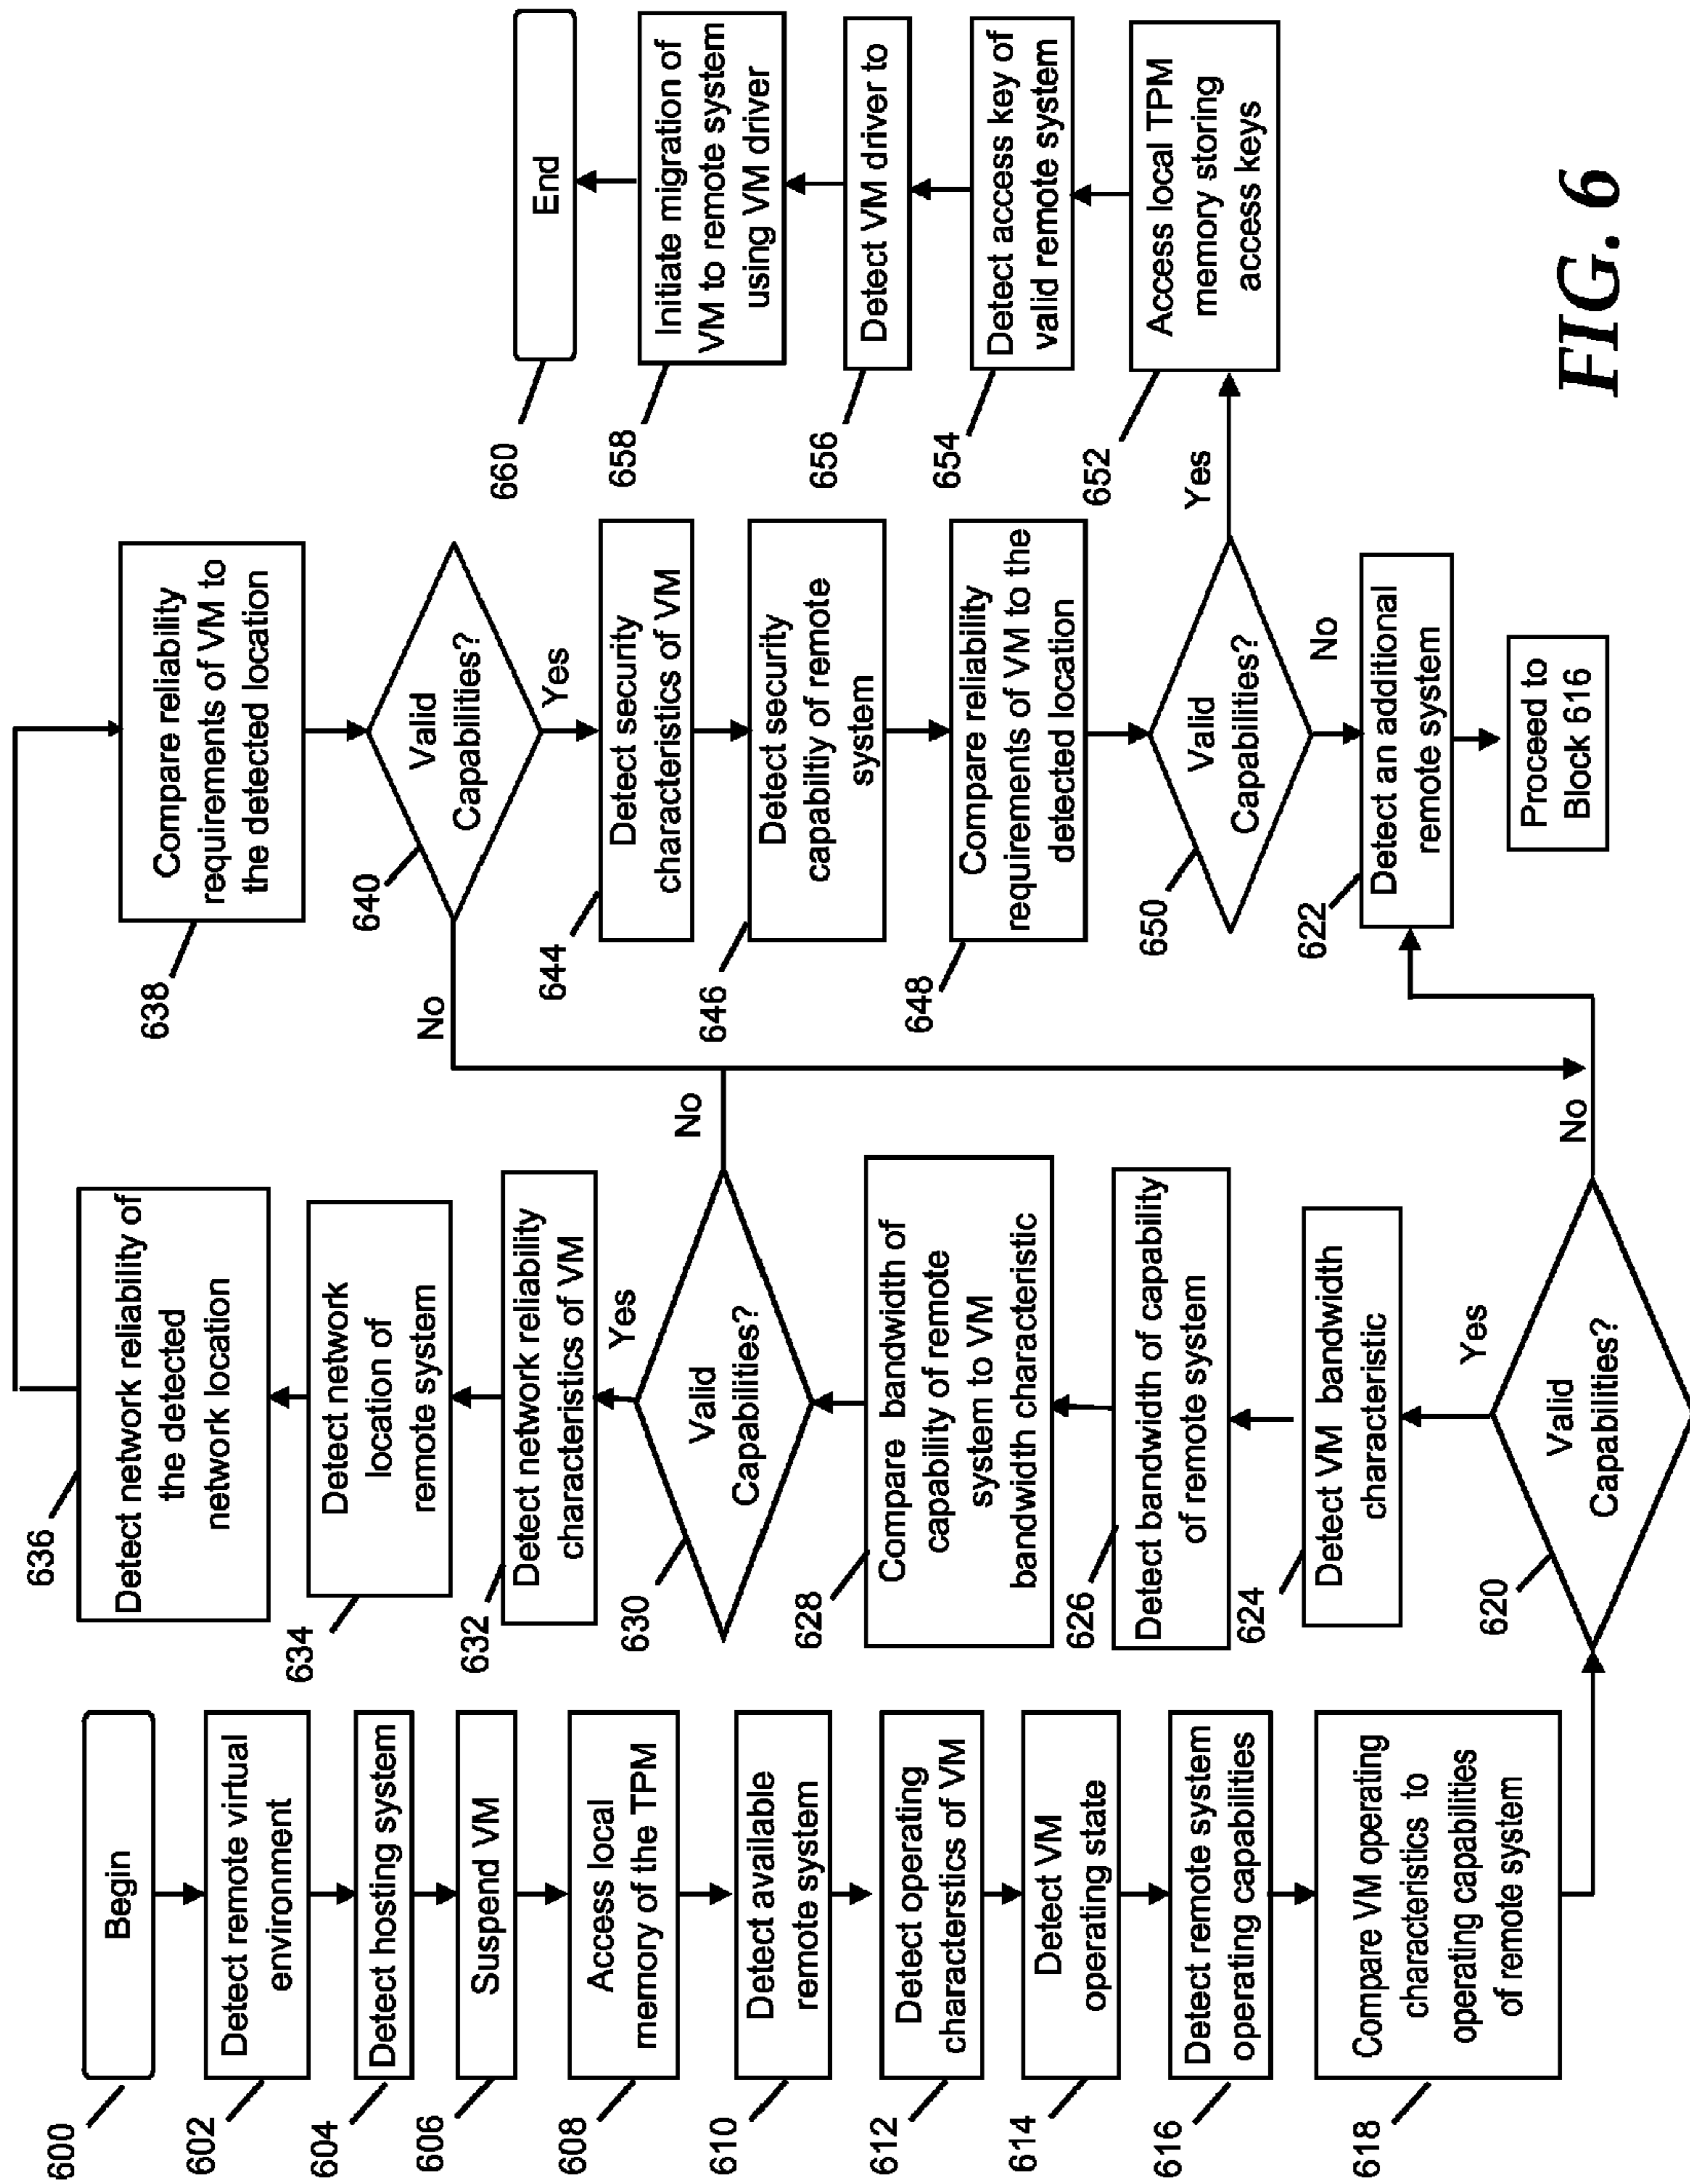 600
Begin
602
Detect remote virtual
environment
604
Detect hosting system
606
Suspend VM
608
Access local
memory of the TPM
610
Detect available
remote system
612
Detect operating
characterstics of VM
614
Detect VM
operating state
616
Detect remote system
operating capabilities
618
Compare VM operating
characteristics to
operating capabilities
of remote system
620
Valid
Capabilities?
Yes
No
624
Detect VM bandwidth
characteristic
626
Detect bandwidth of capability
of remote system
628
Compare bandwidth of
capability of remote
system to VM
bandwidth characteristic
630
Valid
Capabilities?
Yes
No
632
Detect network reliability
characteristics of VM
634
Detect network
location of
remote system
636
Detect network reliability of
the detected
network location
638
Compare reliability
requirements of VM to
the detected location
640
Valid
Capabilities?
No
Yes
644
Detect security
characteristics of VM
646
Detect security
capabiltiy of remote
system
648
Compare reliability
requirements of VM to the
detected location
650
Valid
Capabilities?
Yes
No
622
Detect an additional
remote system
Proceed to
Block 616
652
Access local TPM
memory storing
access keys
654
Detect access key of
valid remote system
656
Detect VM driver to
658
Initiate migration of
VM to remote system
using VM driver
660
End
FIG. 6